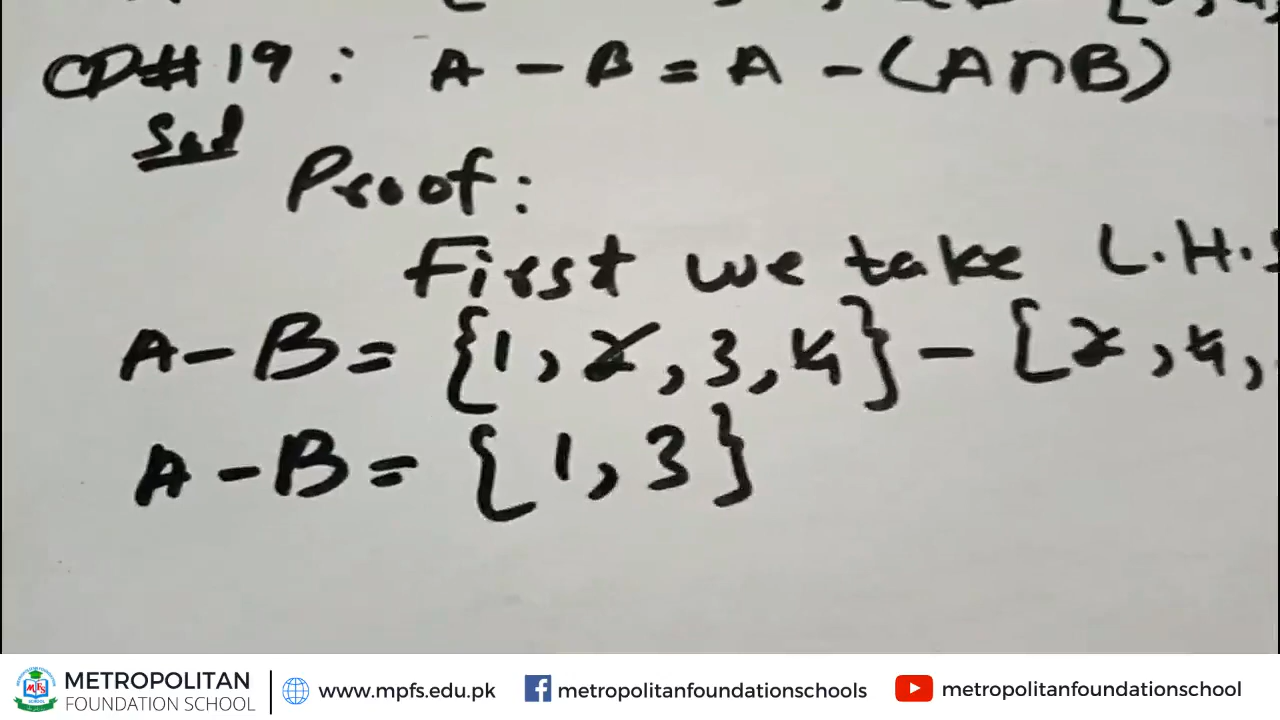 CD# 19 : A - B = A - (A∩B)
Sol
Proof:
First we take L.H.S
A - B = {1, 2, 3, 4} - {2, 4,
A - B = {1, 3}
METROPOLITAN
FOUNDATION SCHOOL
www.mpfs.edu.pk
metropolitanfoundationschools
metropolitanfoundationschool